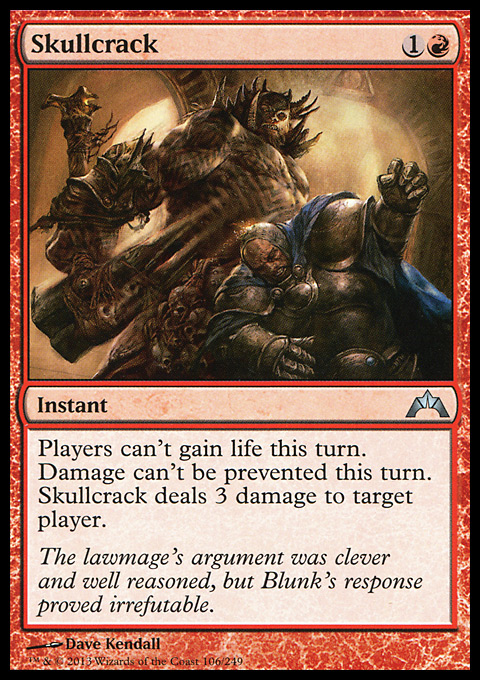 Skullcrack 1
Instant
Players can't gain life this turn.
Damage can't be prevented this turn.
Skullcrack deals 3 damage to target
player.
The lawmage's argument was clever
and well reasoned, but Blunk's response
proved irrefutable.
Dave Kendall
™ & © 2013 Wizards of the Coast 106/249